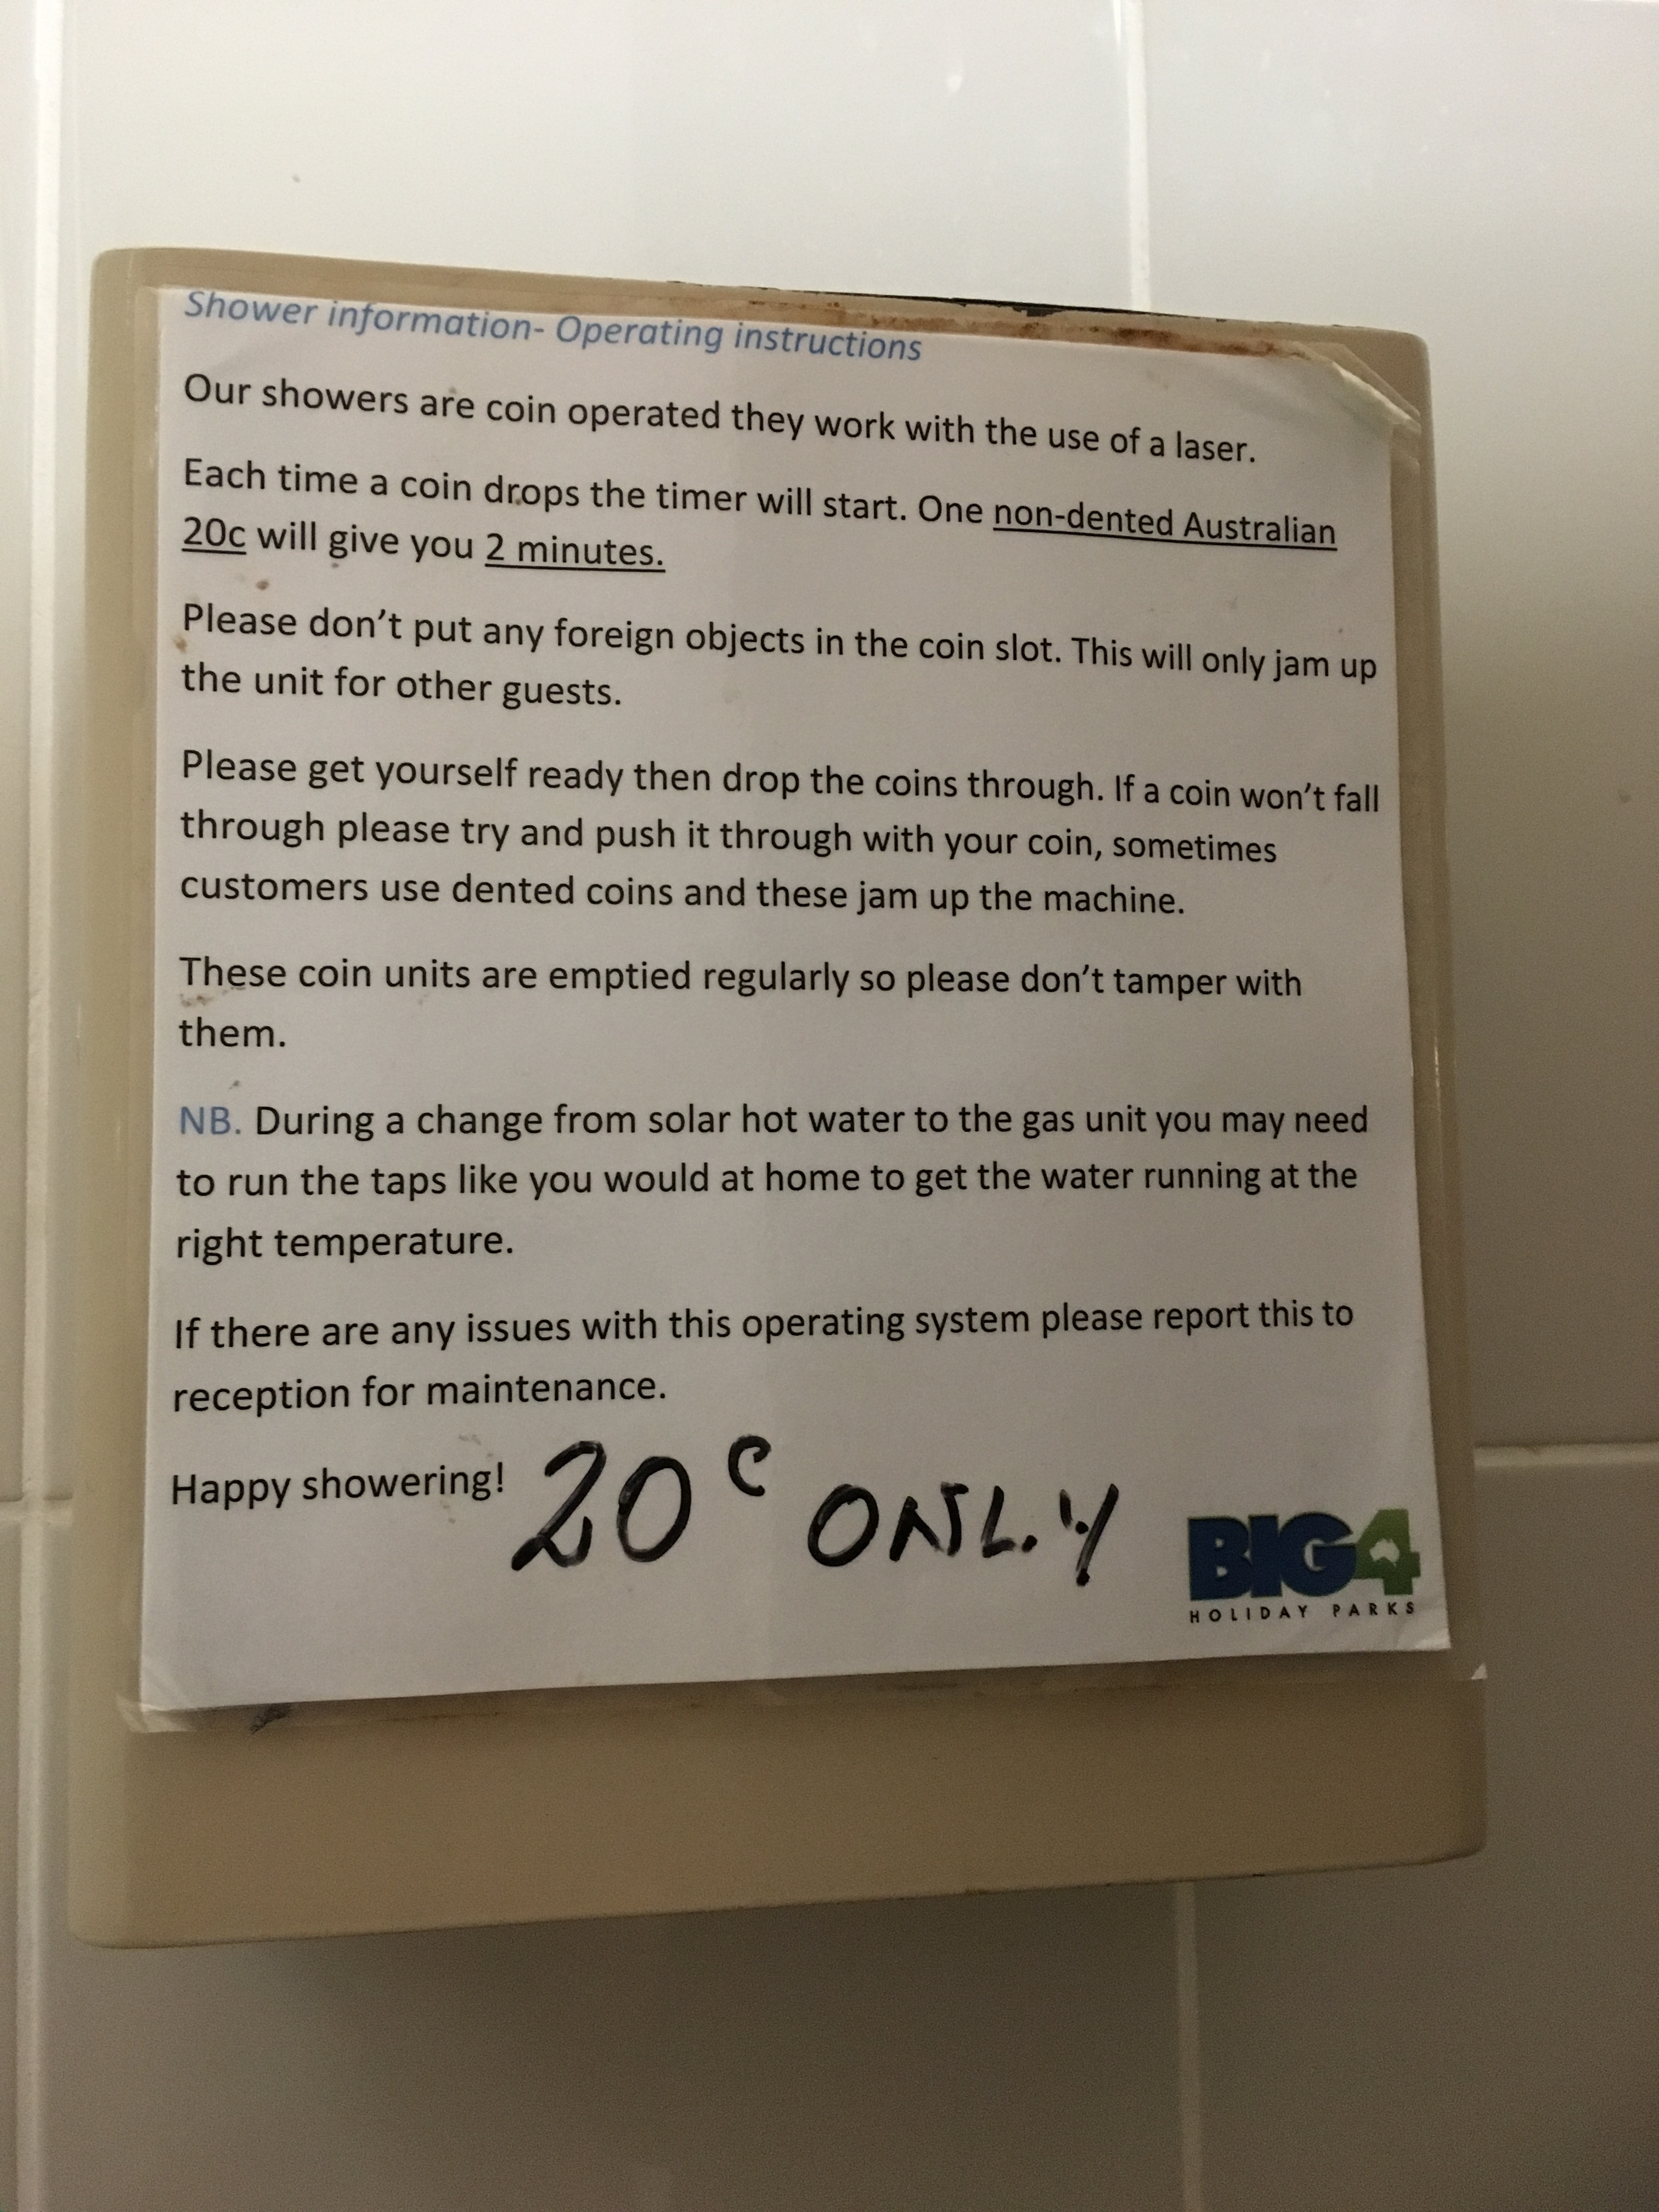 Shower information- Operating instructions
Our showers are coin operated they work with the use of a laser.
Each time a coin drops the timer will start. One non-dented Australian
20c will give you 2 minutes.
Please don't put any foreign objects in the coin slot. This will only jam up
the unit for other guests.
Please get yourself ready then drop the coins through. If a coin won't fall
through please try and push it through with your coin, sometimes
customers use dented coins and these jam up the machine.
These coin units are emptied regularly so please don't tamper with
them.
NB. During a change from solar hot water to the gas unit you may need
to run the taps like you would at home to get the water running at the
right temperature.
If there are any issues with this operating system please report this to
reception for maintenance.
Happy showering! 20c ONLY
BIG4
HOLIDAY PARKS